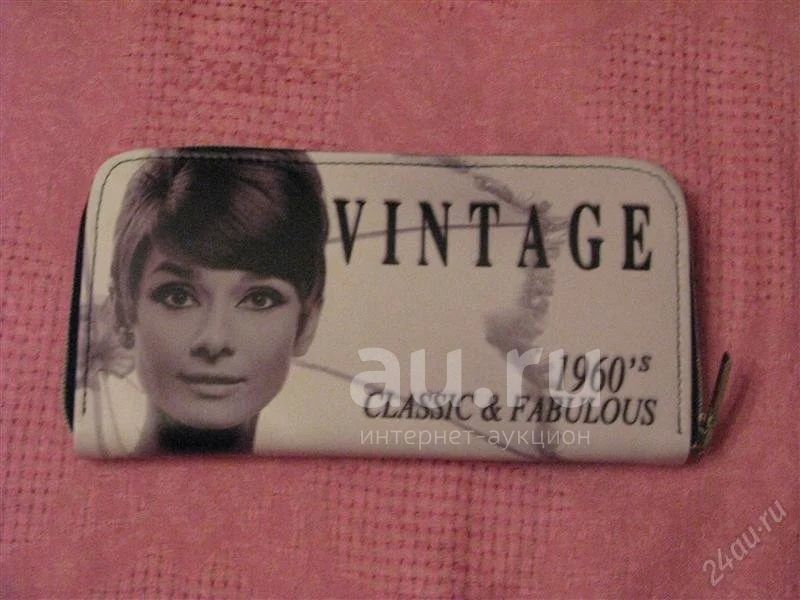 VINTAGE
1960's
CLASSIC & FABULOUS
au.ru
интернет-аукцион
24au.ru